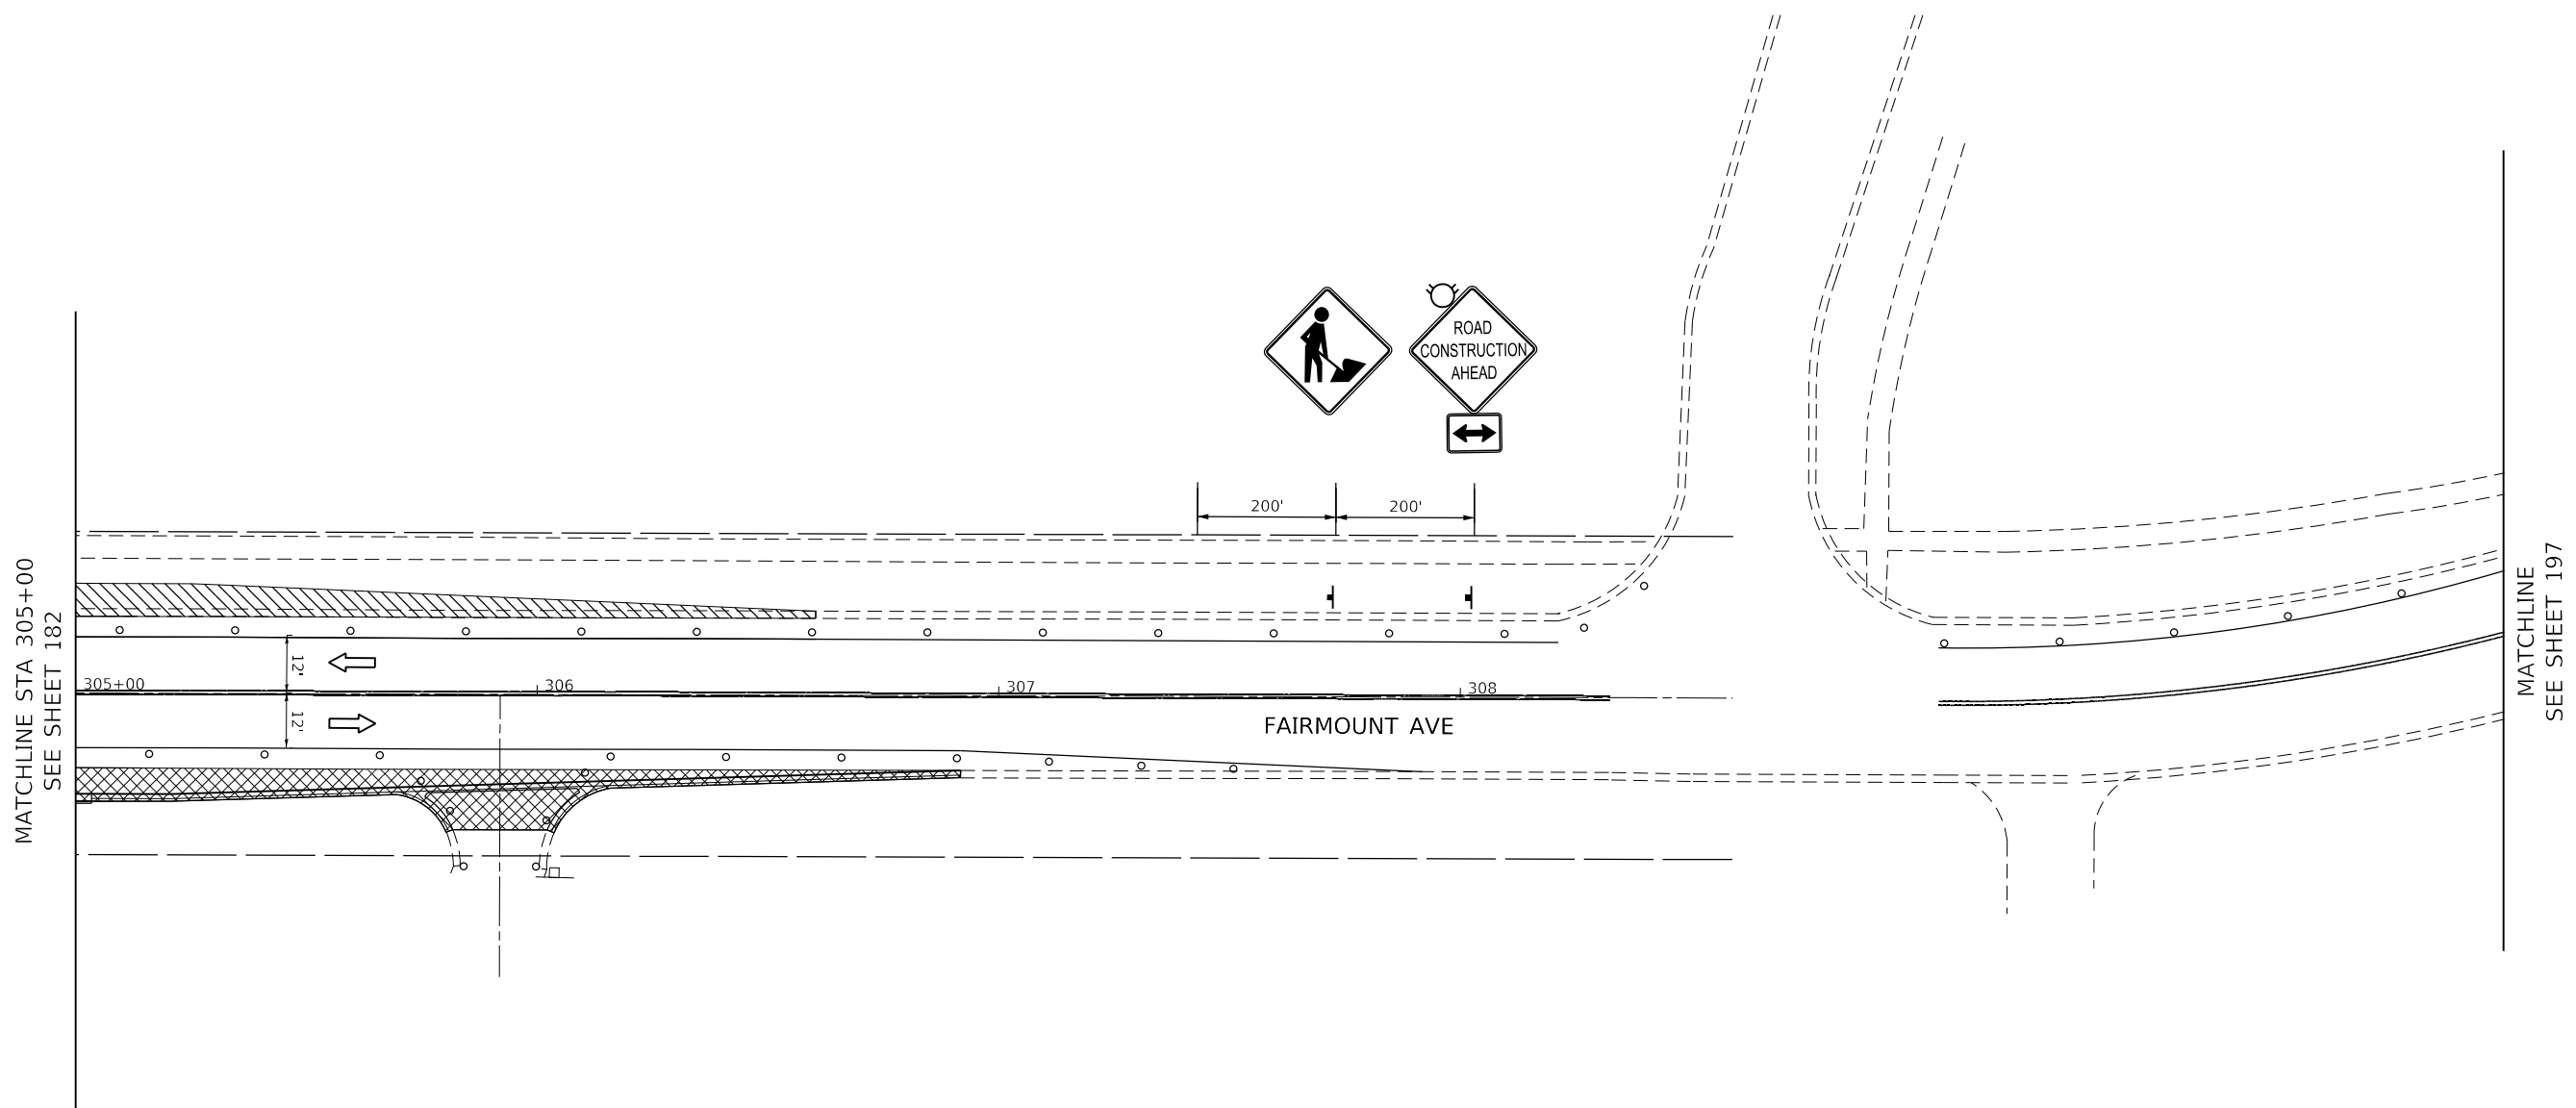 MATCHLINE STA 305+00
SEE SHEET 182
ROAD
CONSTRUCTION
AHEAD
200'
200'
12'
12'
305+00
306
307
308
FAIRMOUNT AVE
MATCHLINE
SEE SHEET 197